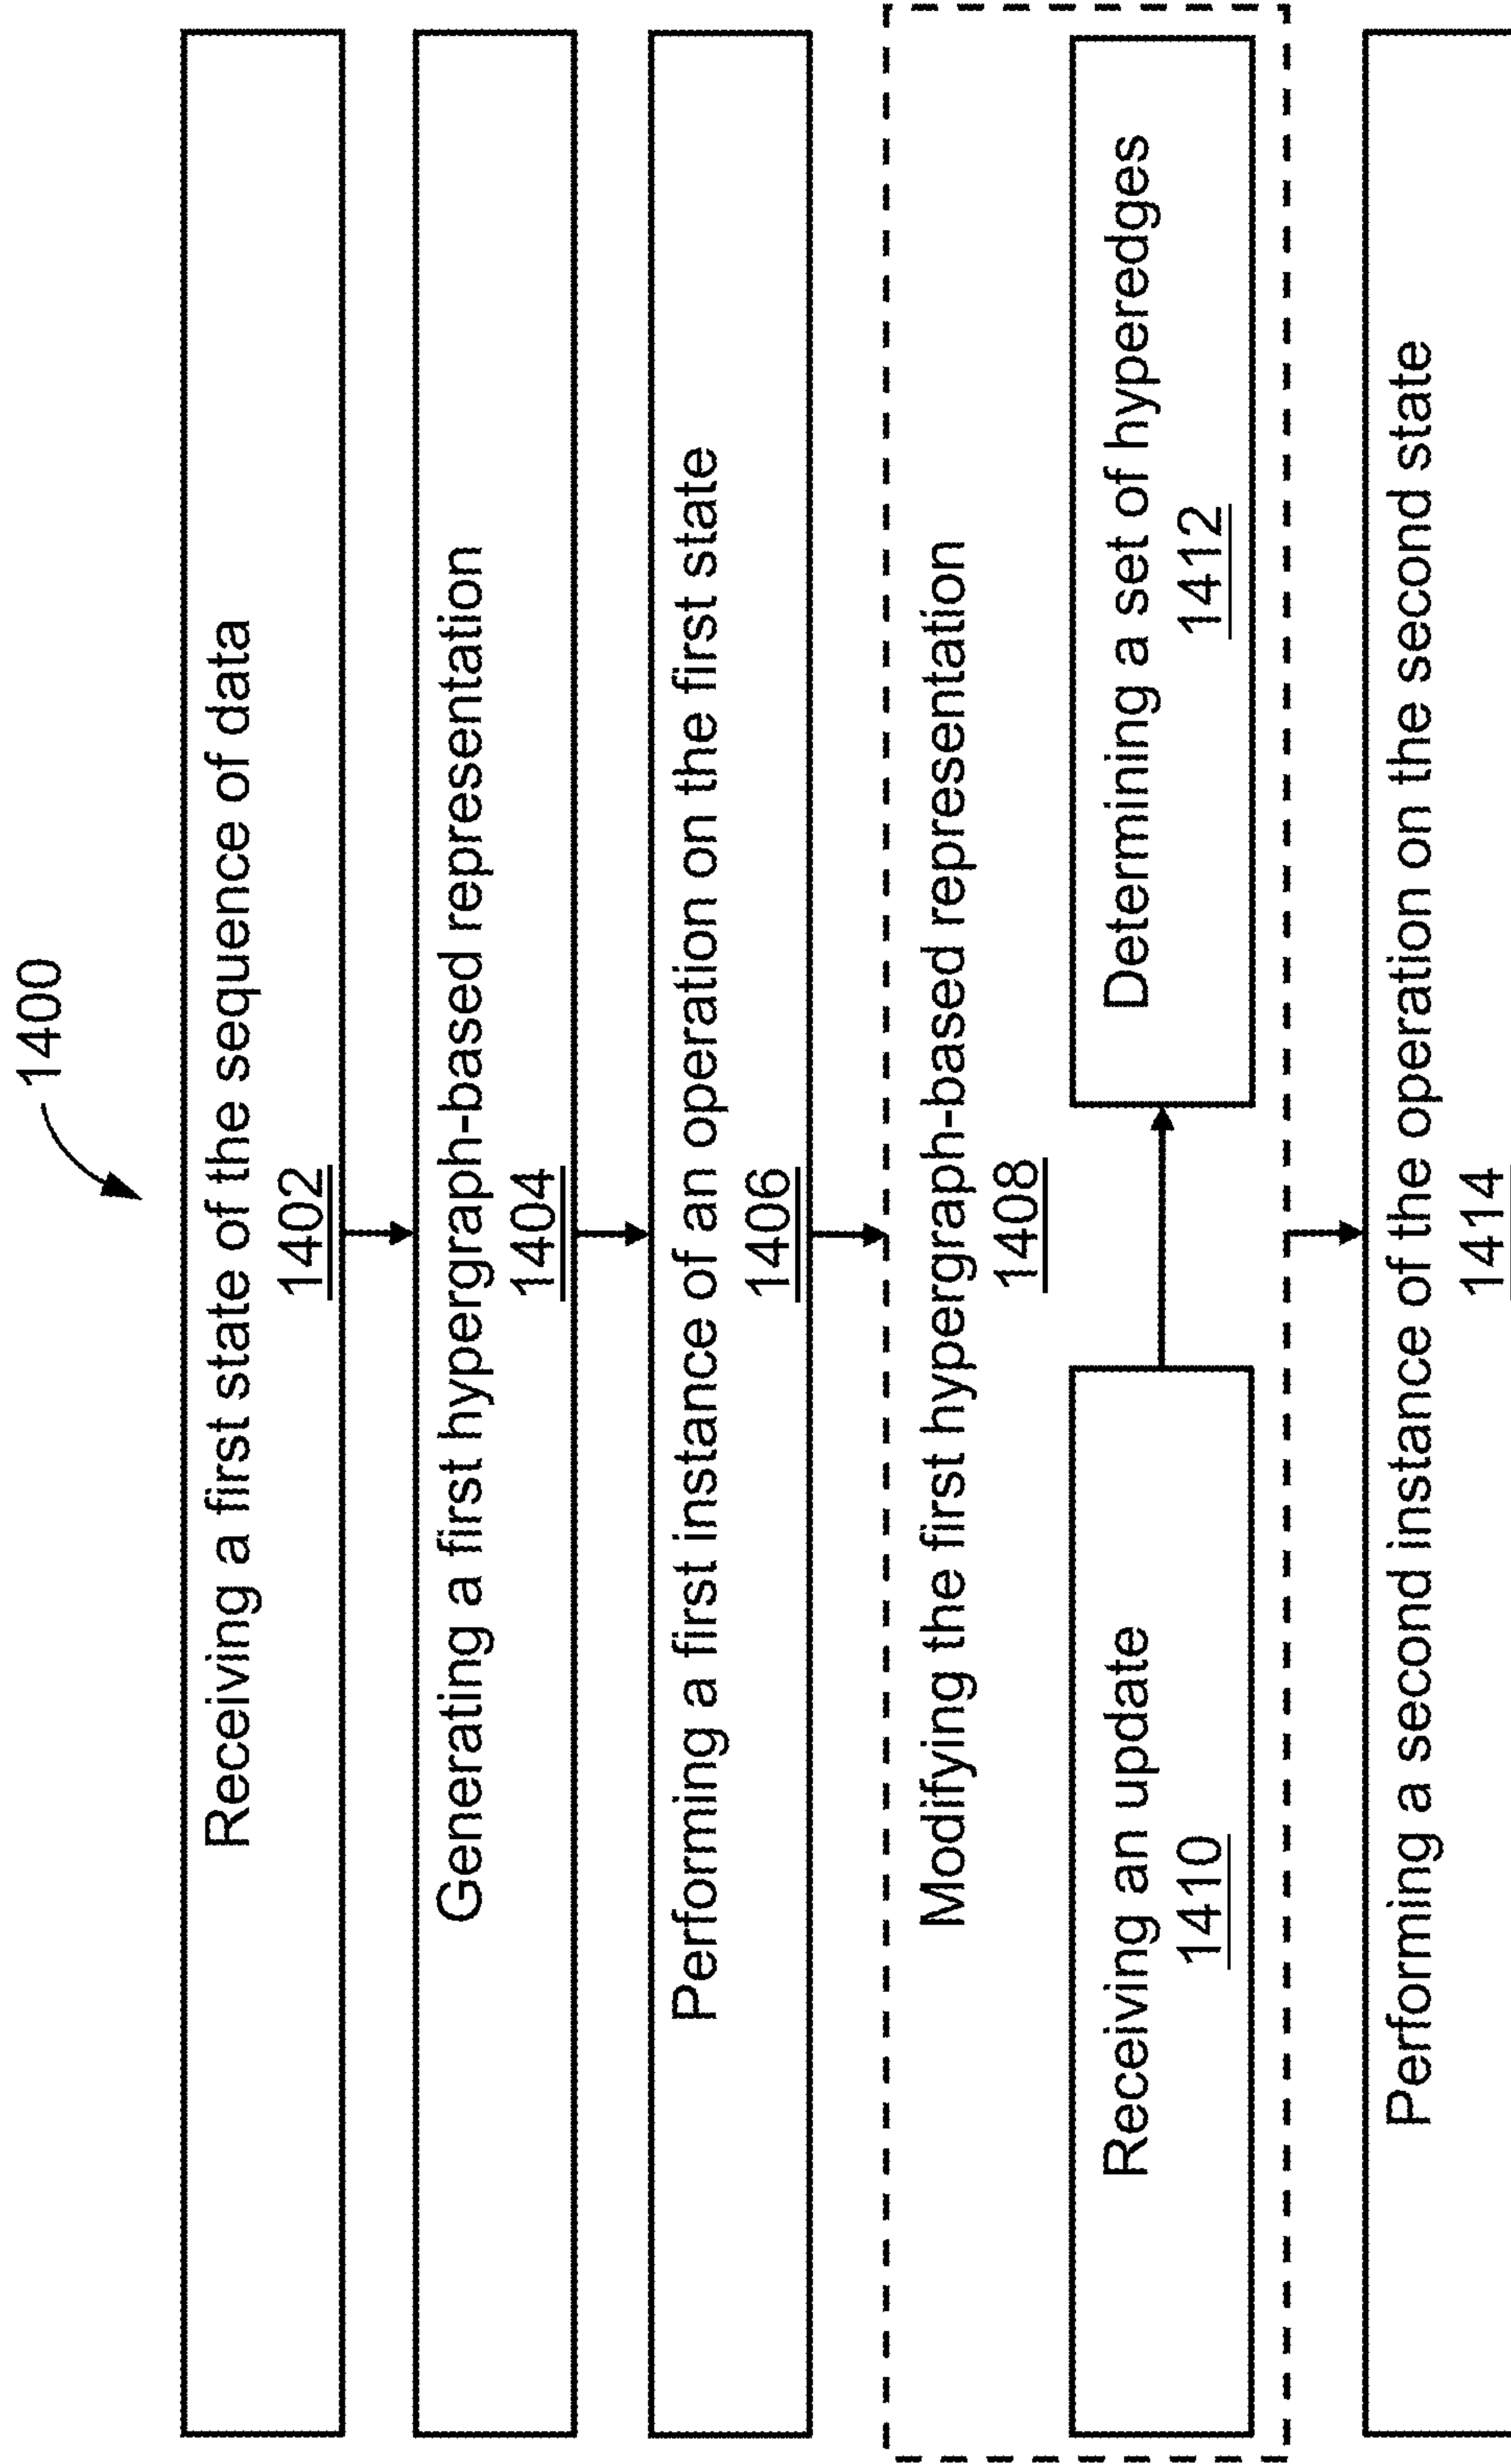 1400
Receiving a first state of the sequence of data
1402
Generating a first hypergraph-based representation
1404
Performing a first instance of an operation on the first state
1406
Modifying the first hypergraph-based representation
1408
Receiving an update
1410
Determining a set of hyperedges
1412
Performing a second instance of the operation on the second state
1414